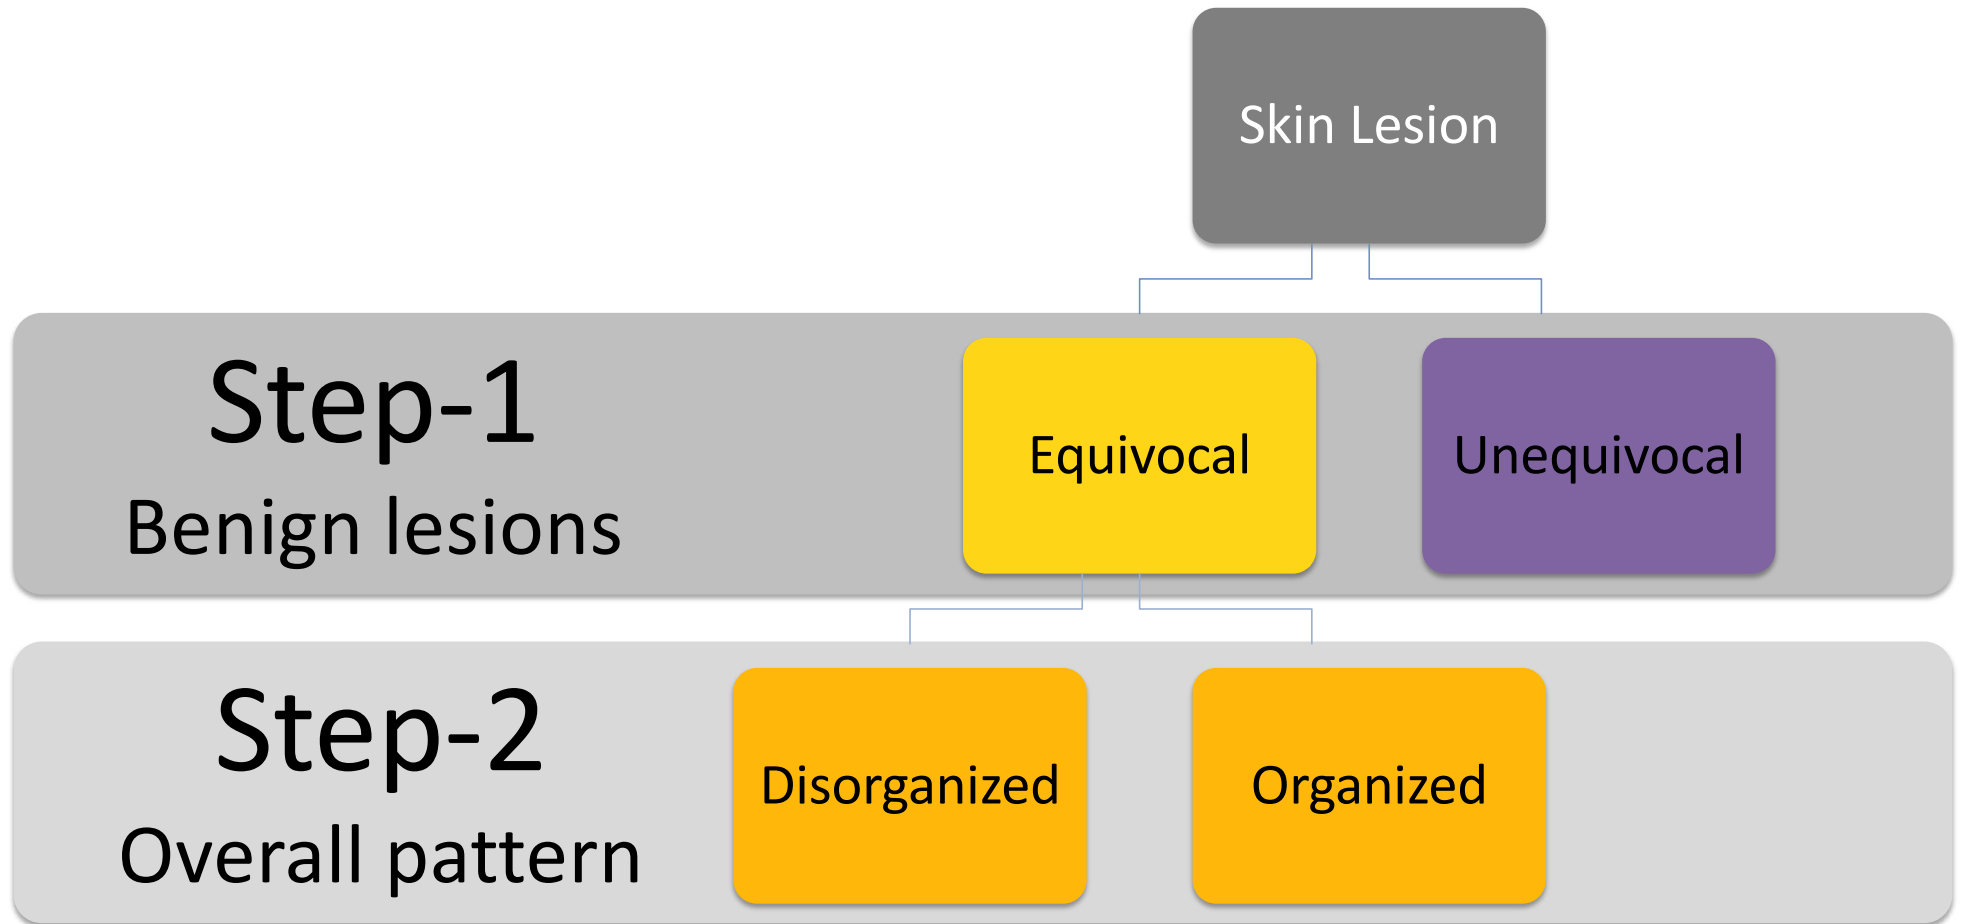 Skin Lesion
Step-1
Benign lesions
Equivocal
Unequivocal
Step-2
Overall pattern
Disorganized
Organized